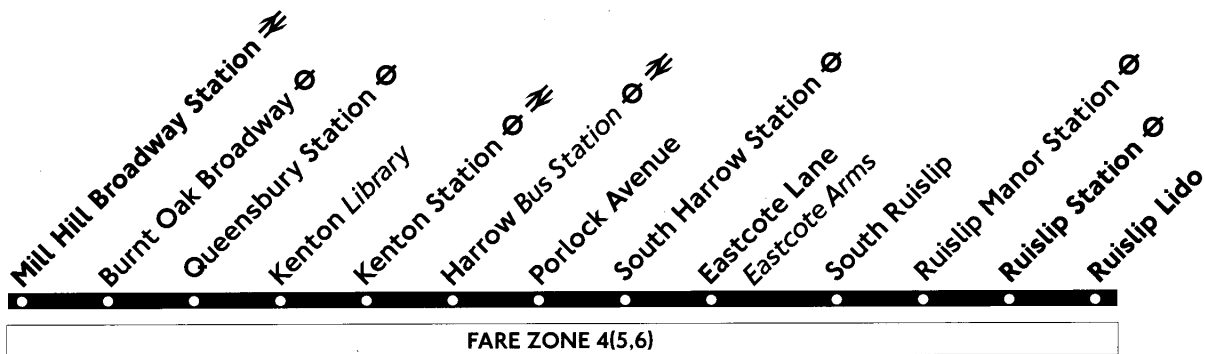 Mill Hill Broadway Station
Burnt Oak Broadway
Queensbury Station
Kenton Library
Kenton Station
Harrow Bus Station
Porlock Avenue
South Harrow Station
Eastcote Lane
Eastcote Arms
South Ruislip
Ruislip Manor Station
Ruislip Station
Ruislip Lido
FARE ZONE 4(5,6)